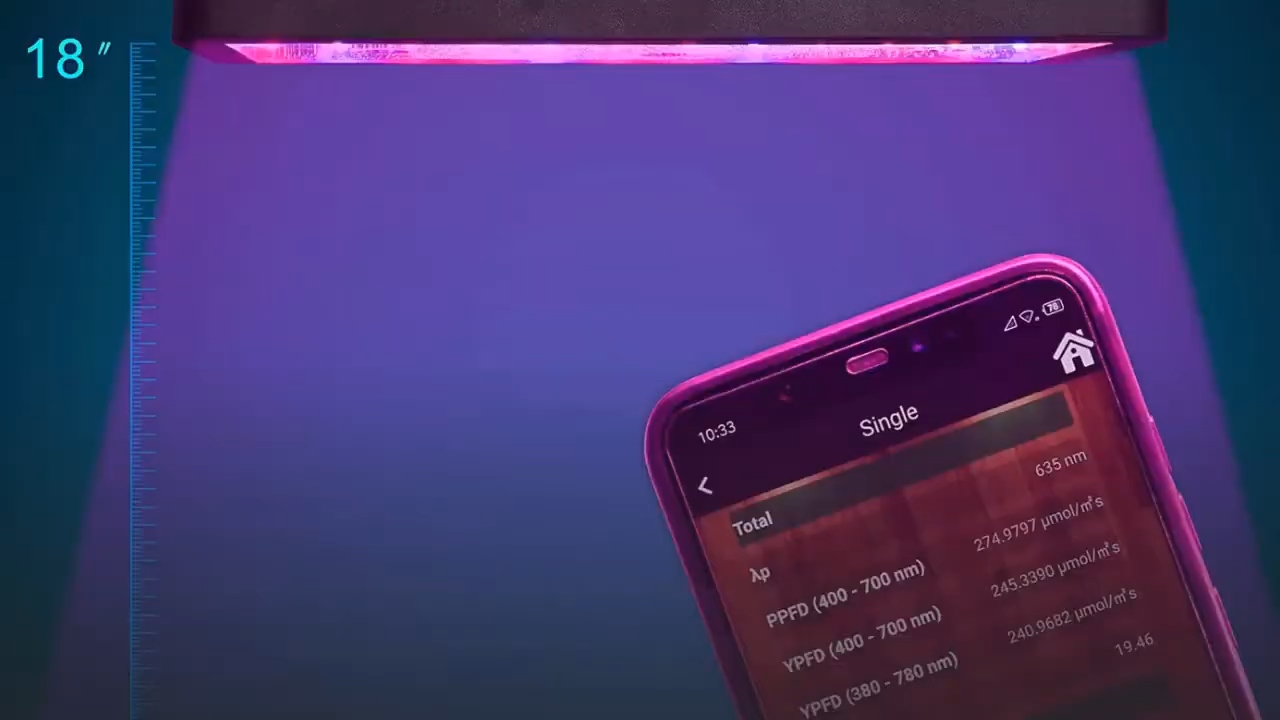 18 "
78
10:33
Single
Total
λp 635 nm
PPFD (400 - 700 nm) 274.9797 μmol/㎡s
YPFD (400 - 700 nm) 245.3390 μmol/㎡s
YPFD (380 - 780 nm) 240.9682 μmol/㎡s
19.46